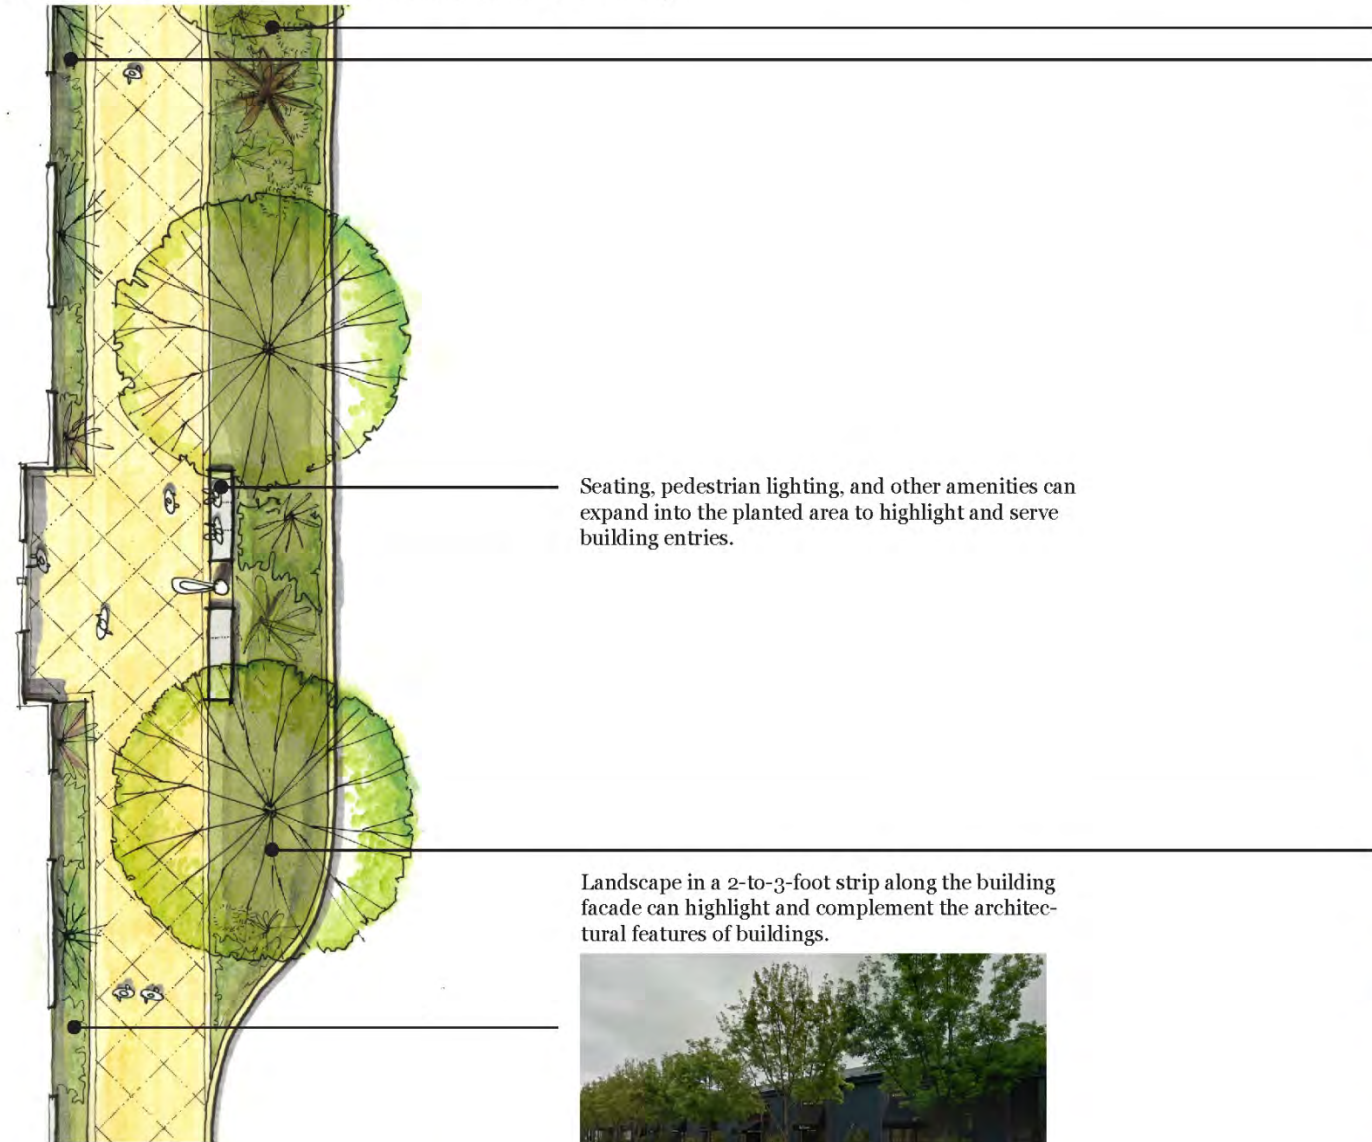 Seating, pedestrian lighting, and other amenities can
expand into the planted area to highlight and serve
building entries.
Landscape in a 2-to-3-foot strip along the building
facade can highlight and complement the architec-
tural features of buildings.